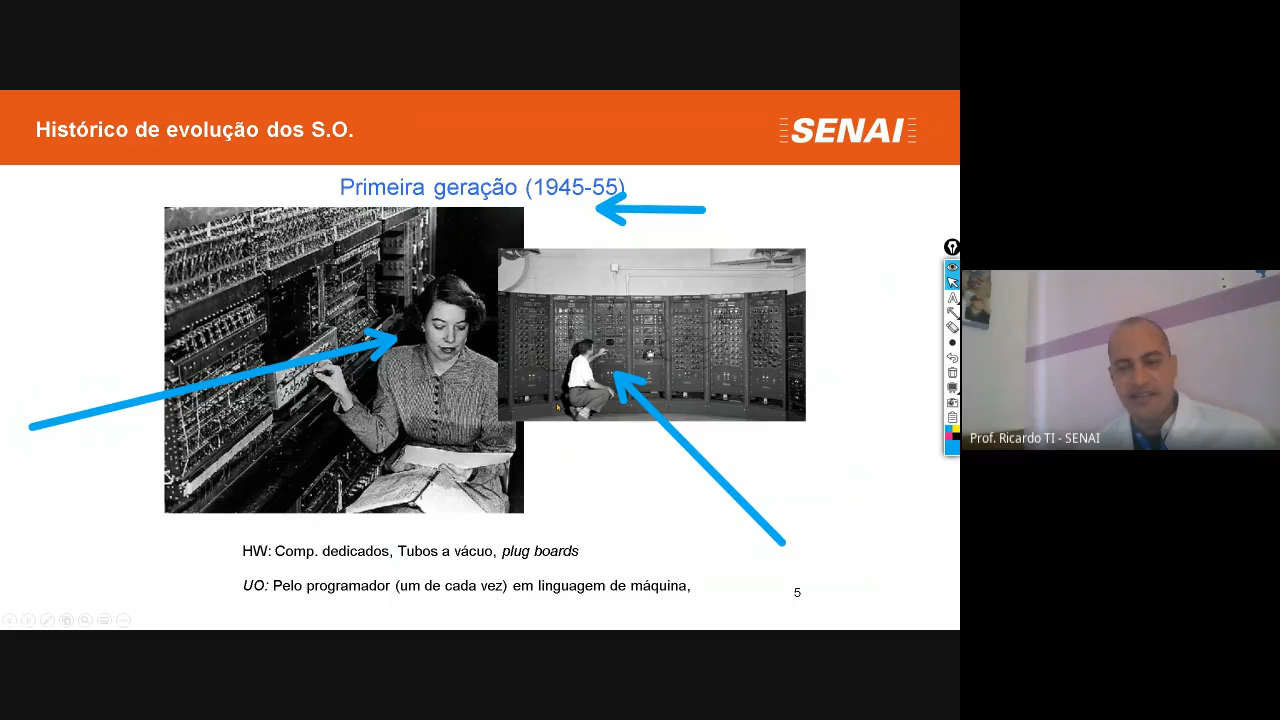 Histórico de evolução dos S.O.
SENAI
Primeira geração (1945-55)
HW: Comp. dedicados, Tubos a vácuo, plug boards
UO: Pelo programador (um de cada vez) em linguagem de máquina,
5
Prof. Ricardo TI - SENAI